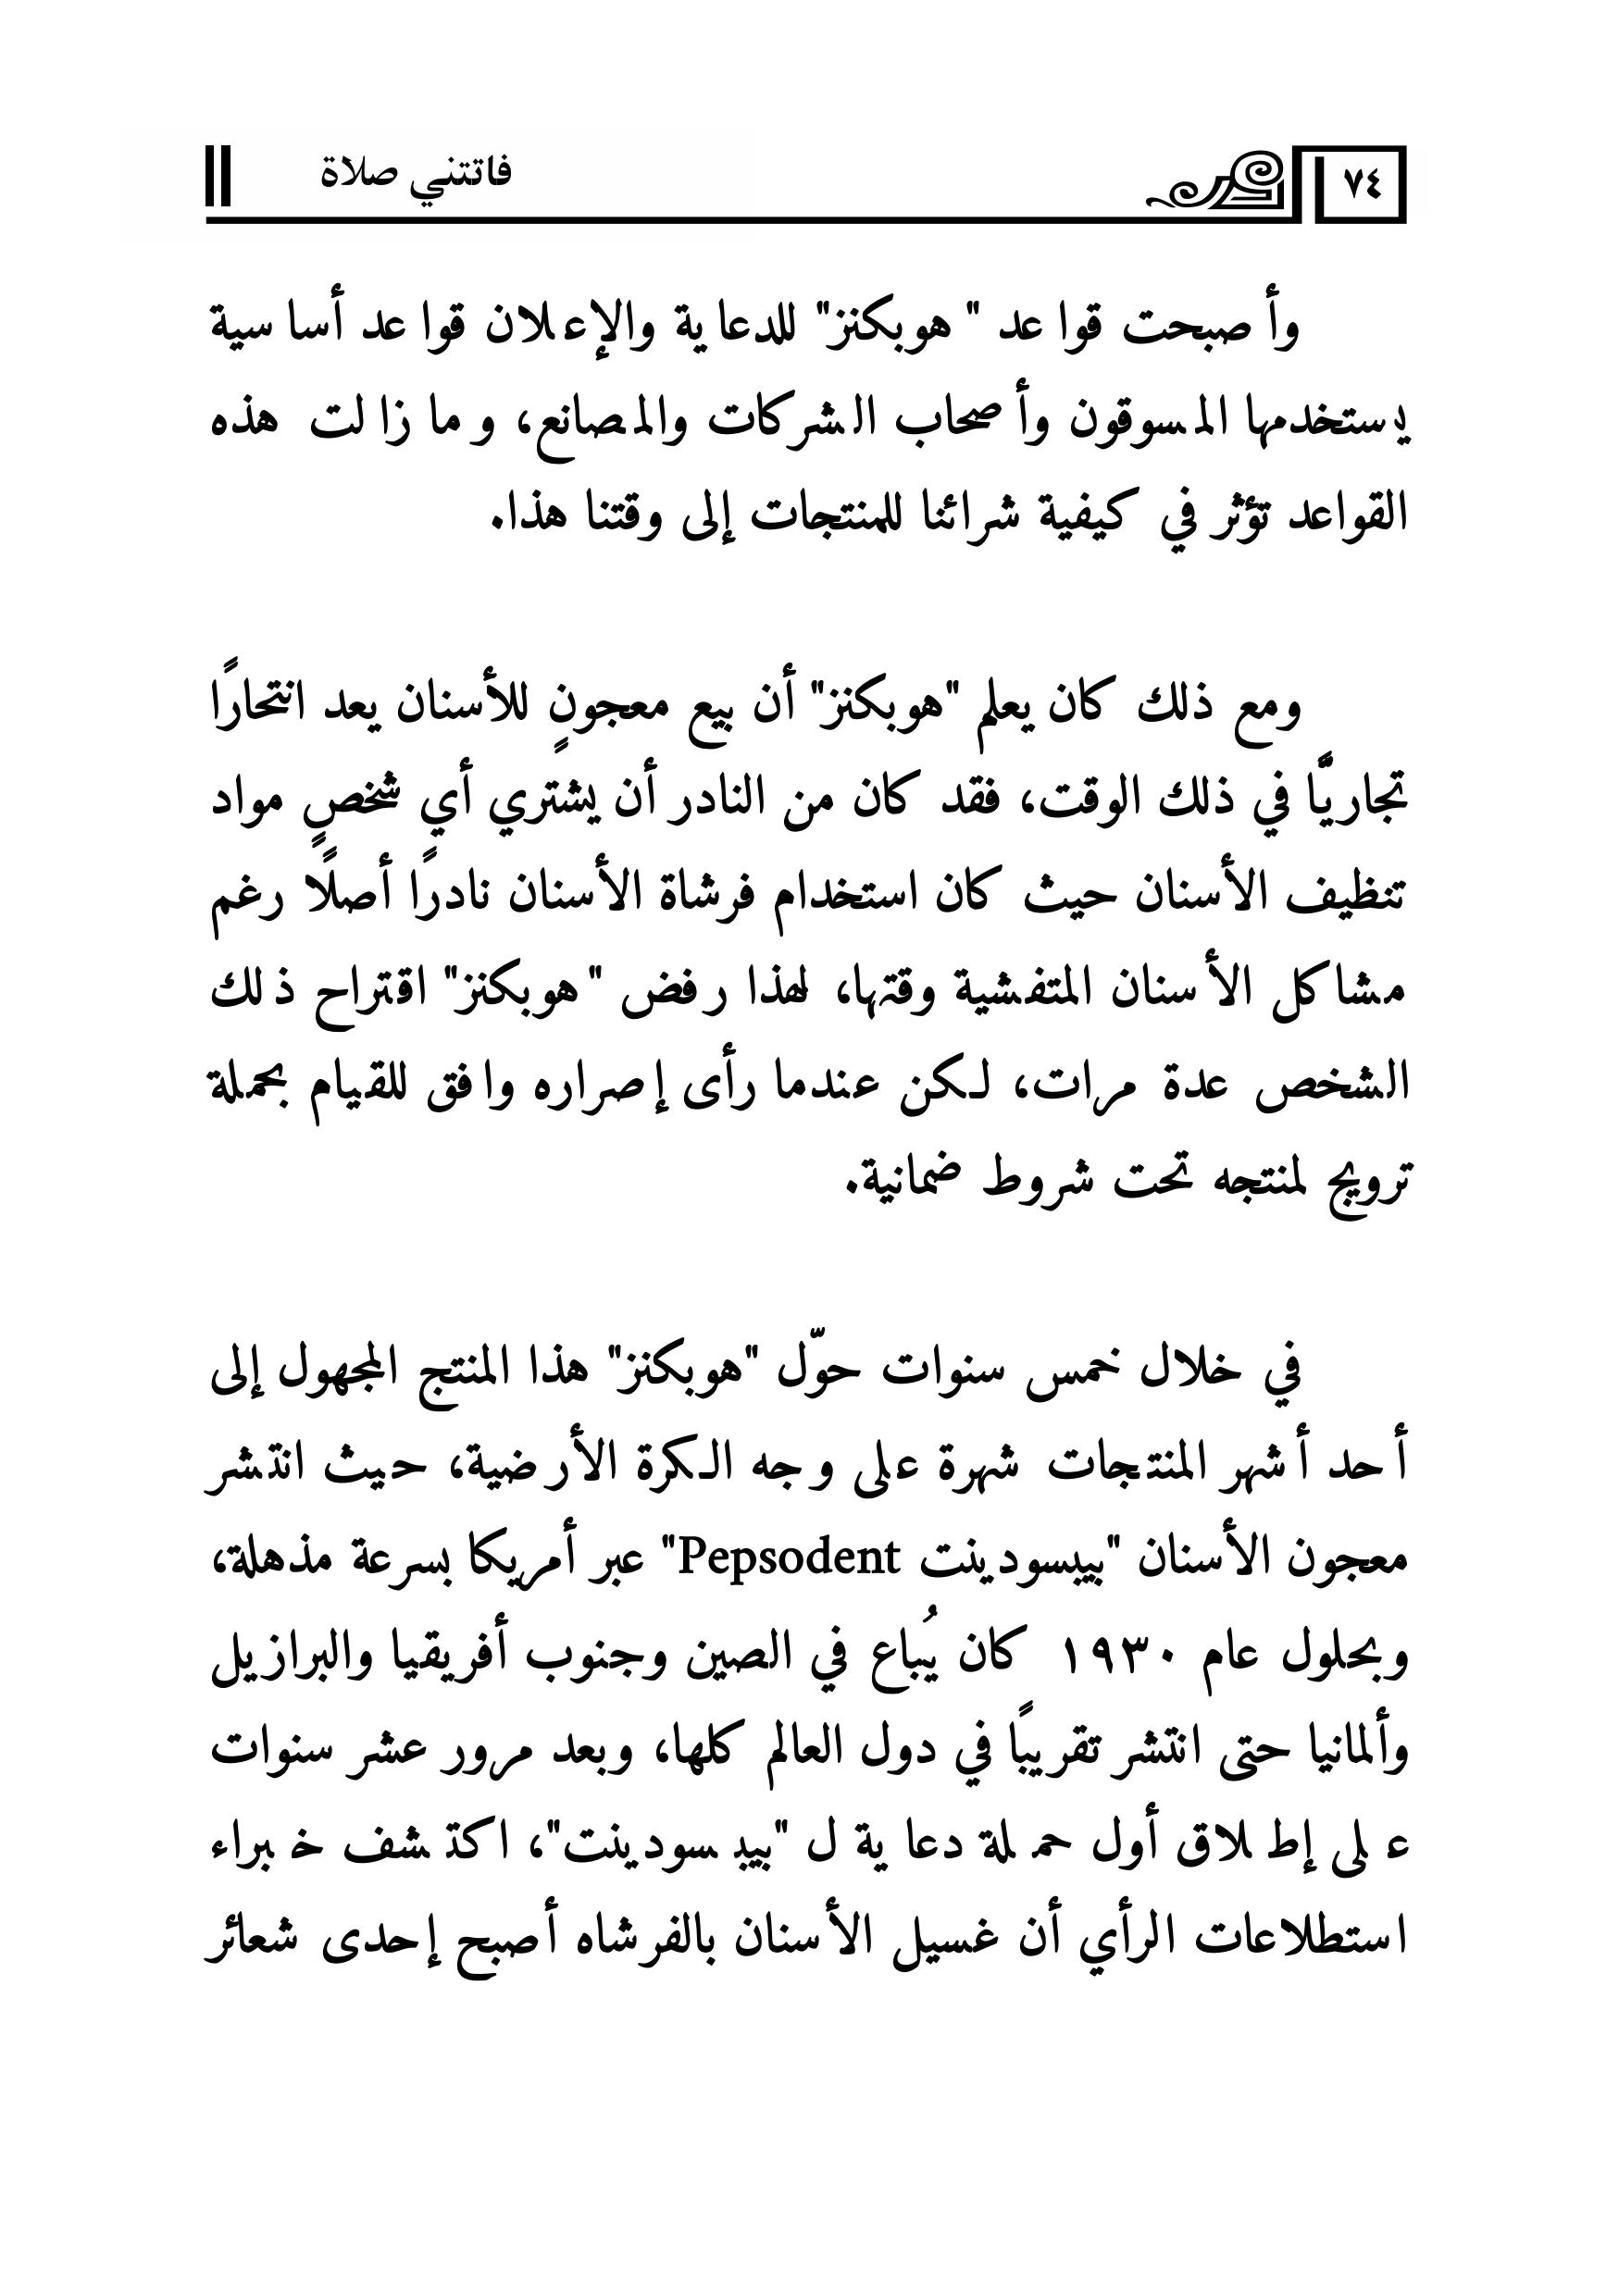 ٧٤
فاتتني صلاة
وأصبحت قواعد "هوبكنز" للدعاية والإعلان قواعد أساسية
يستخدمها المسوقون وأصحاب الشركات والمصانع، وما زالت هذه
القواعد تؤثر في كيفية شرائنا للمنتجات إلى وقتنا هذا.
ومع ذلك كان يعلم "هوبكنز" أن بيع معجونٍ للأسنان يعد انتحارًا
تجاريًّا في ذلك الوقت، فقد كان من النادر أن يشتري أي شخصٍ مواد
تنظيف الأسنان حيث كان استخدام فرشاة الأسنان نادرًا أصلًا رغم
مشاكل الأسنان المتفشية وقتها، لهذا رفض "هوبكنز" اقتراح ذلك
الشخص عدة مرات، لكن عندما رأى إصراره وافق للقيام بحملة
ترويج لمنتجه تحت شروط ضمانية.
في خلال خمس سنوات حوّل "هوبكنز" هذا المنتج المجهول إلى
أحد أشهر المنتجات شهرة على وجه الكرة الأرضية، حيث انتشر
معجون الأسنان "بيبسودينت Pepsodent" عبر أمريكا بسرعة مذهلة،
وبحلول عام ١٩٣٠ كان يُباع في الصين وجنوب أفريقيا والبرازيل
وألمانيا حتى انتشر تقريبًا في دول العالم كلها، وبعد مرور عشر سنوات
على إطلاق أول حملة دعاية ل "بيبسودينت"، اكتشف خبراء
استطلاعات الرأي أن غسيل الأسنان بالفرشاه أصبح إحدى شعائر